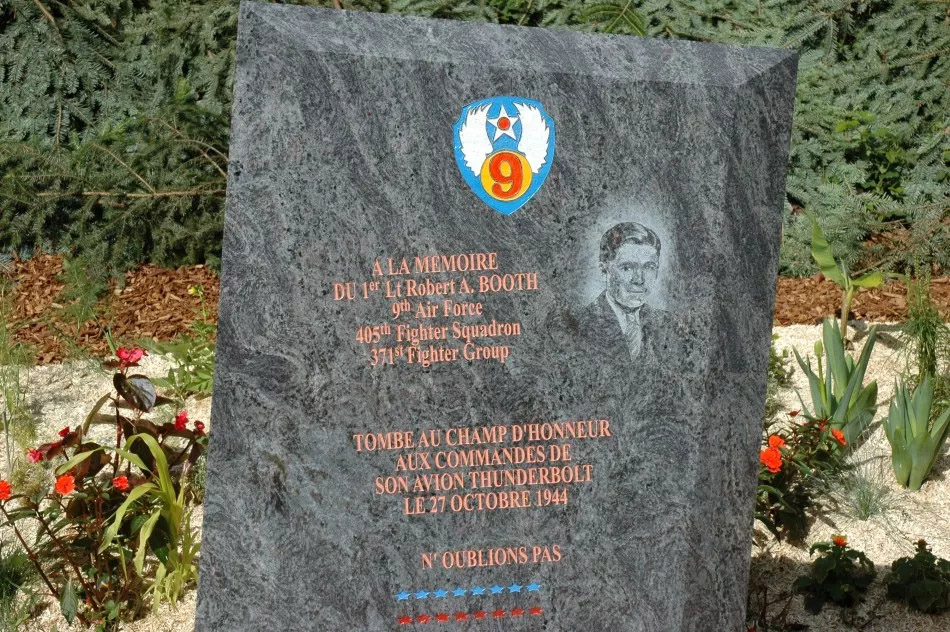 9
A LA MEMOIRE
DU 1er Lt Robert A. BOOTH
9th Air Force
405th Fighter Squadron
371st Fighter Group
TOMBE AU CHAMP D'HONNEUR
AUX COMMANDES DE
SON AVION THUNDERBOLT
LE 27 OCTOBRE 1944
N' OUBLIONS PAS